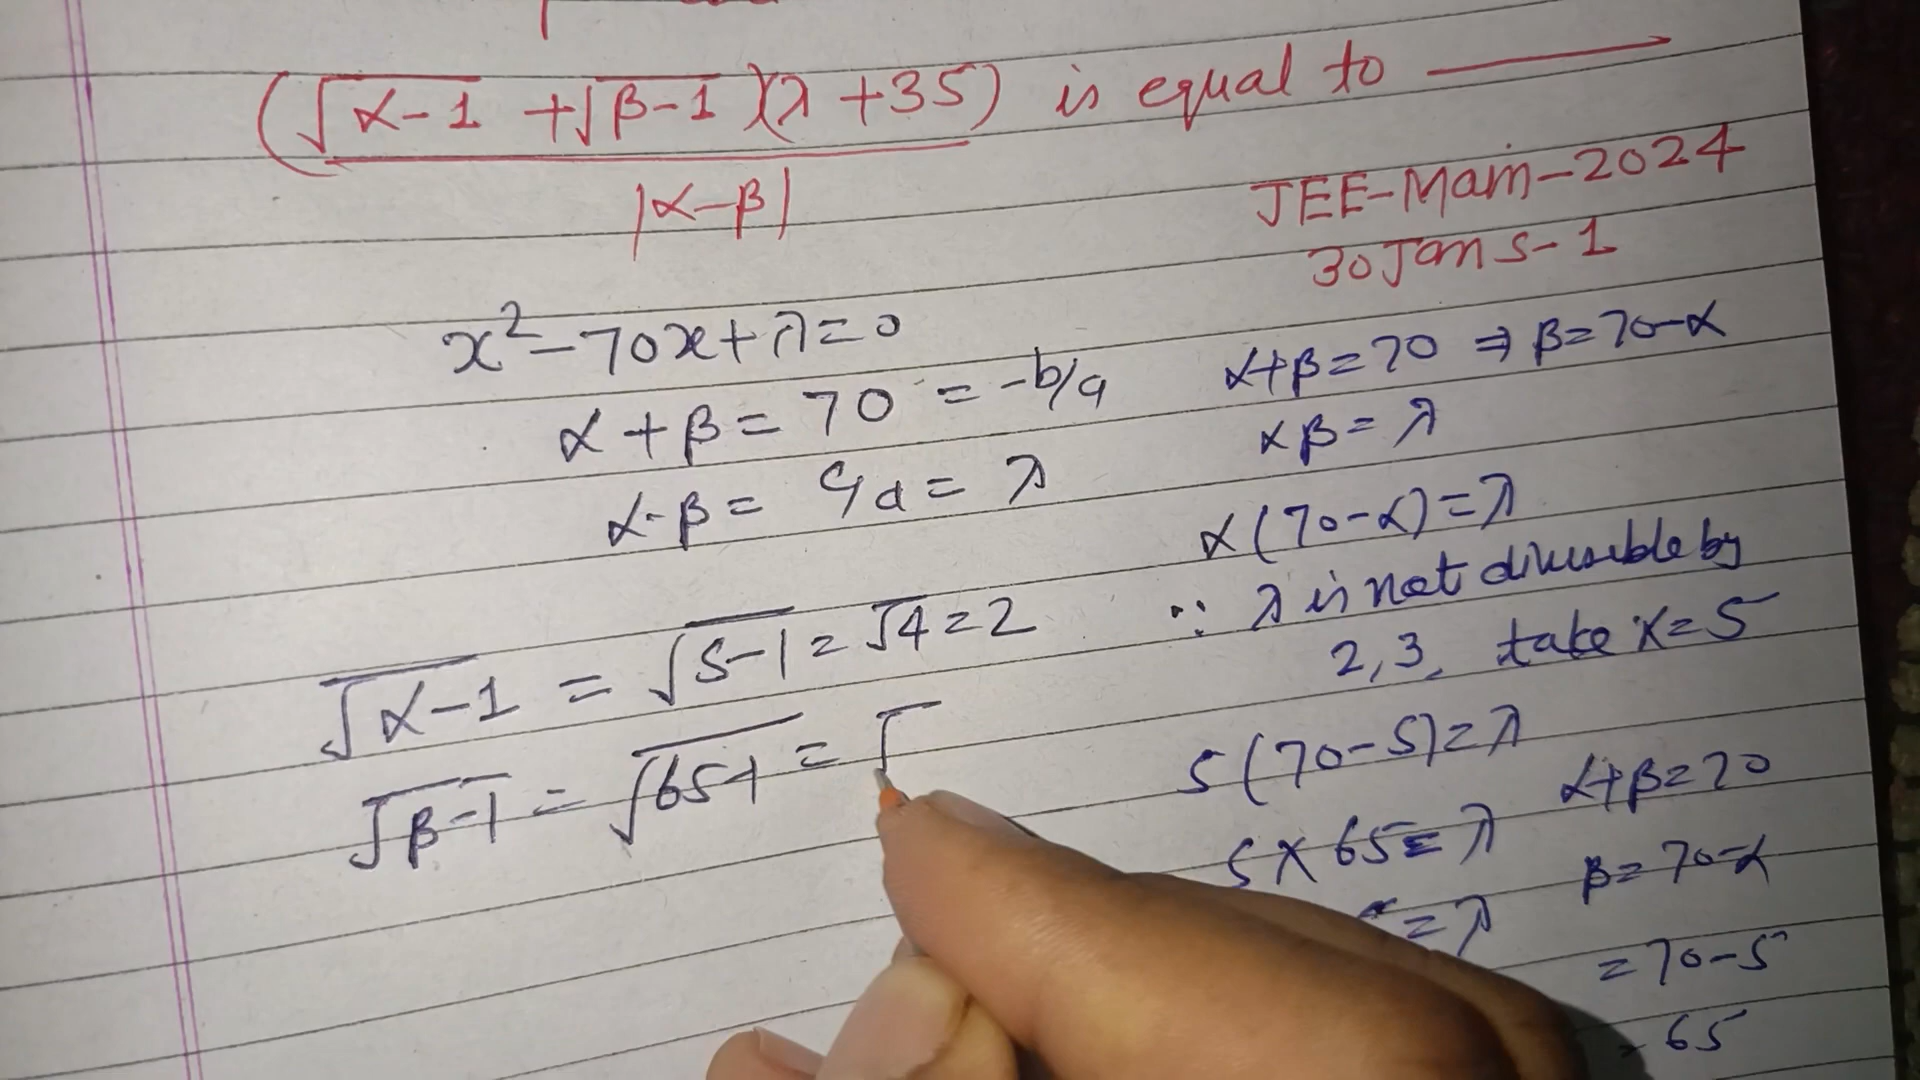 (√α-1 + √β-1)(λ+35) is equal to
|α-β|
JEE-Main-2024
30 Jan S-1
x²-70x+λ=0
α+β=70 = -b/a
α·β= c/a = λ
√α-1 = √5-1 = √4 = 2
√β-1 = √65-1 = √
α+β=70 ⇒ β=70-α
αβ=λ
α(70-α)=λ
∵ λ is not divisible by
2,3, take α=5
5(70-5)=λ
5×65=λ
=λ
α+β=70
β=70-α
=70-5
=65